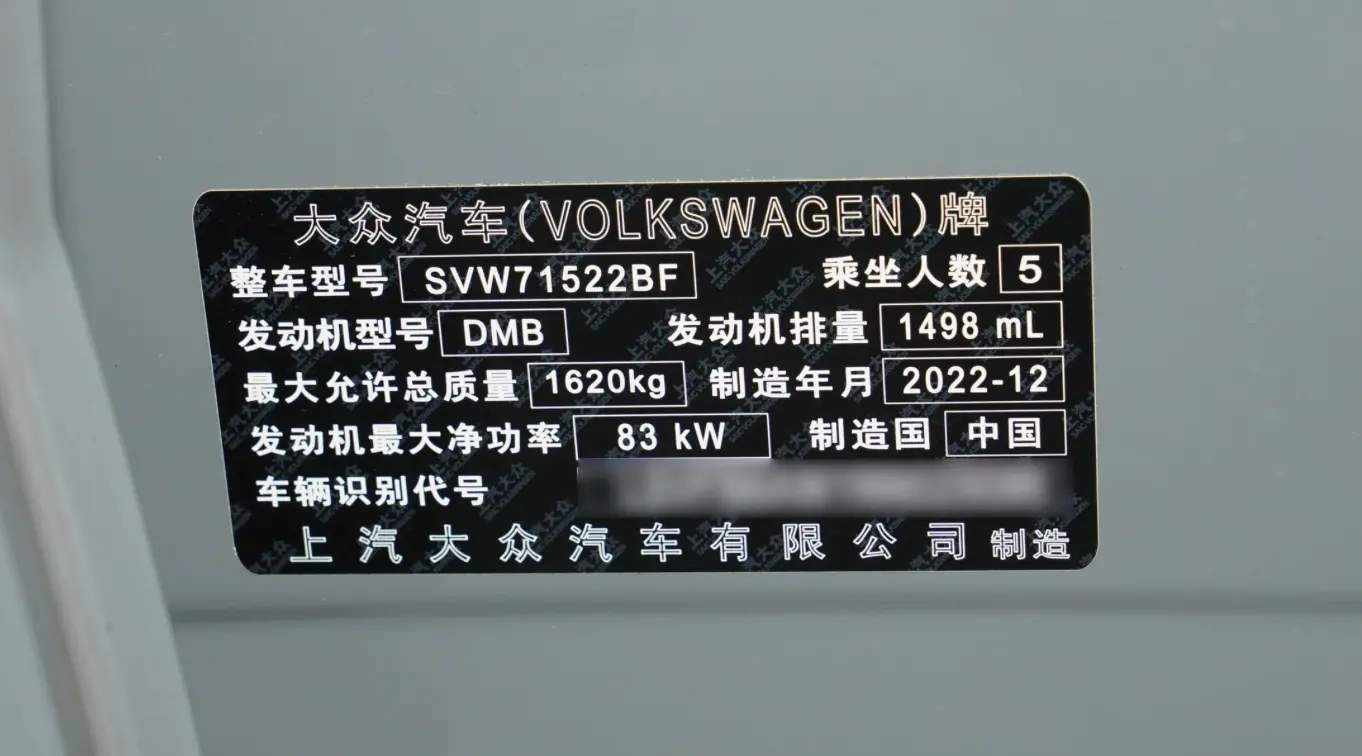 大众汽车(VOLKSWAGEN)牌
整车型号 SVW71522BF 乘坐人数 5
发动机型号 DMB 发动机排量 1498 mL
最大允许总质量 1620kg 制造年月 2022-12
发动机最大净功率 83 kW 制造国 中国
车辆识别代号
上汽大众汽车有限公司 制造